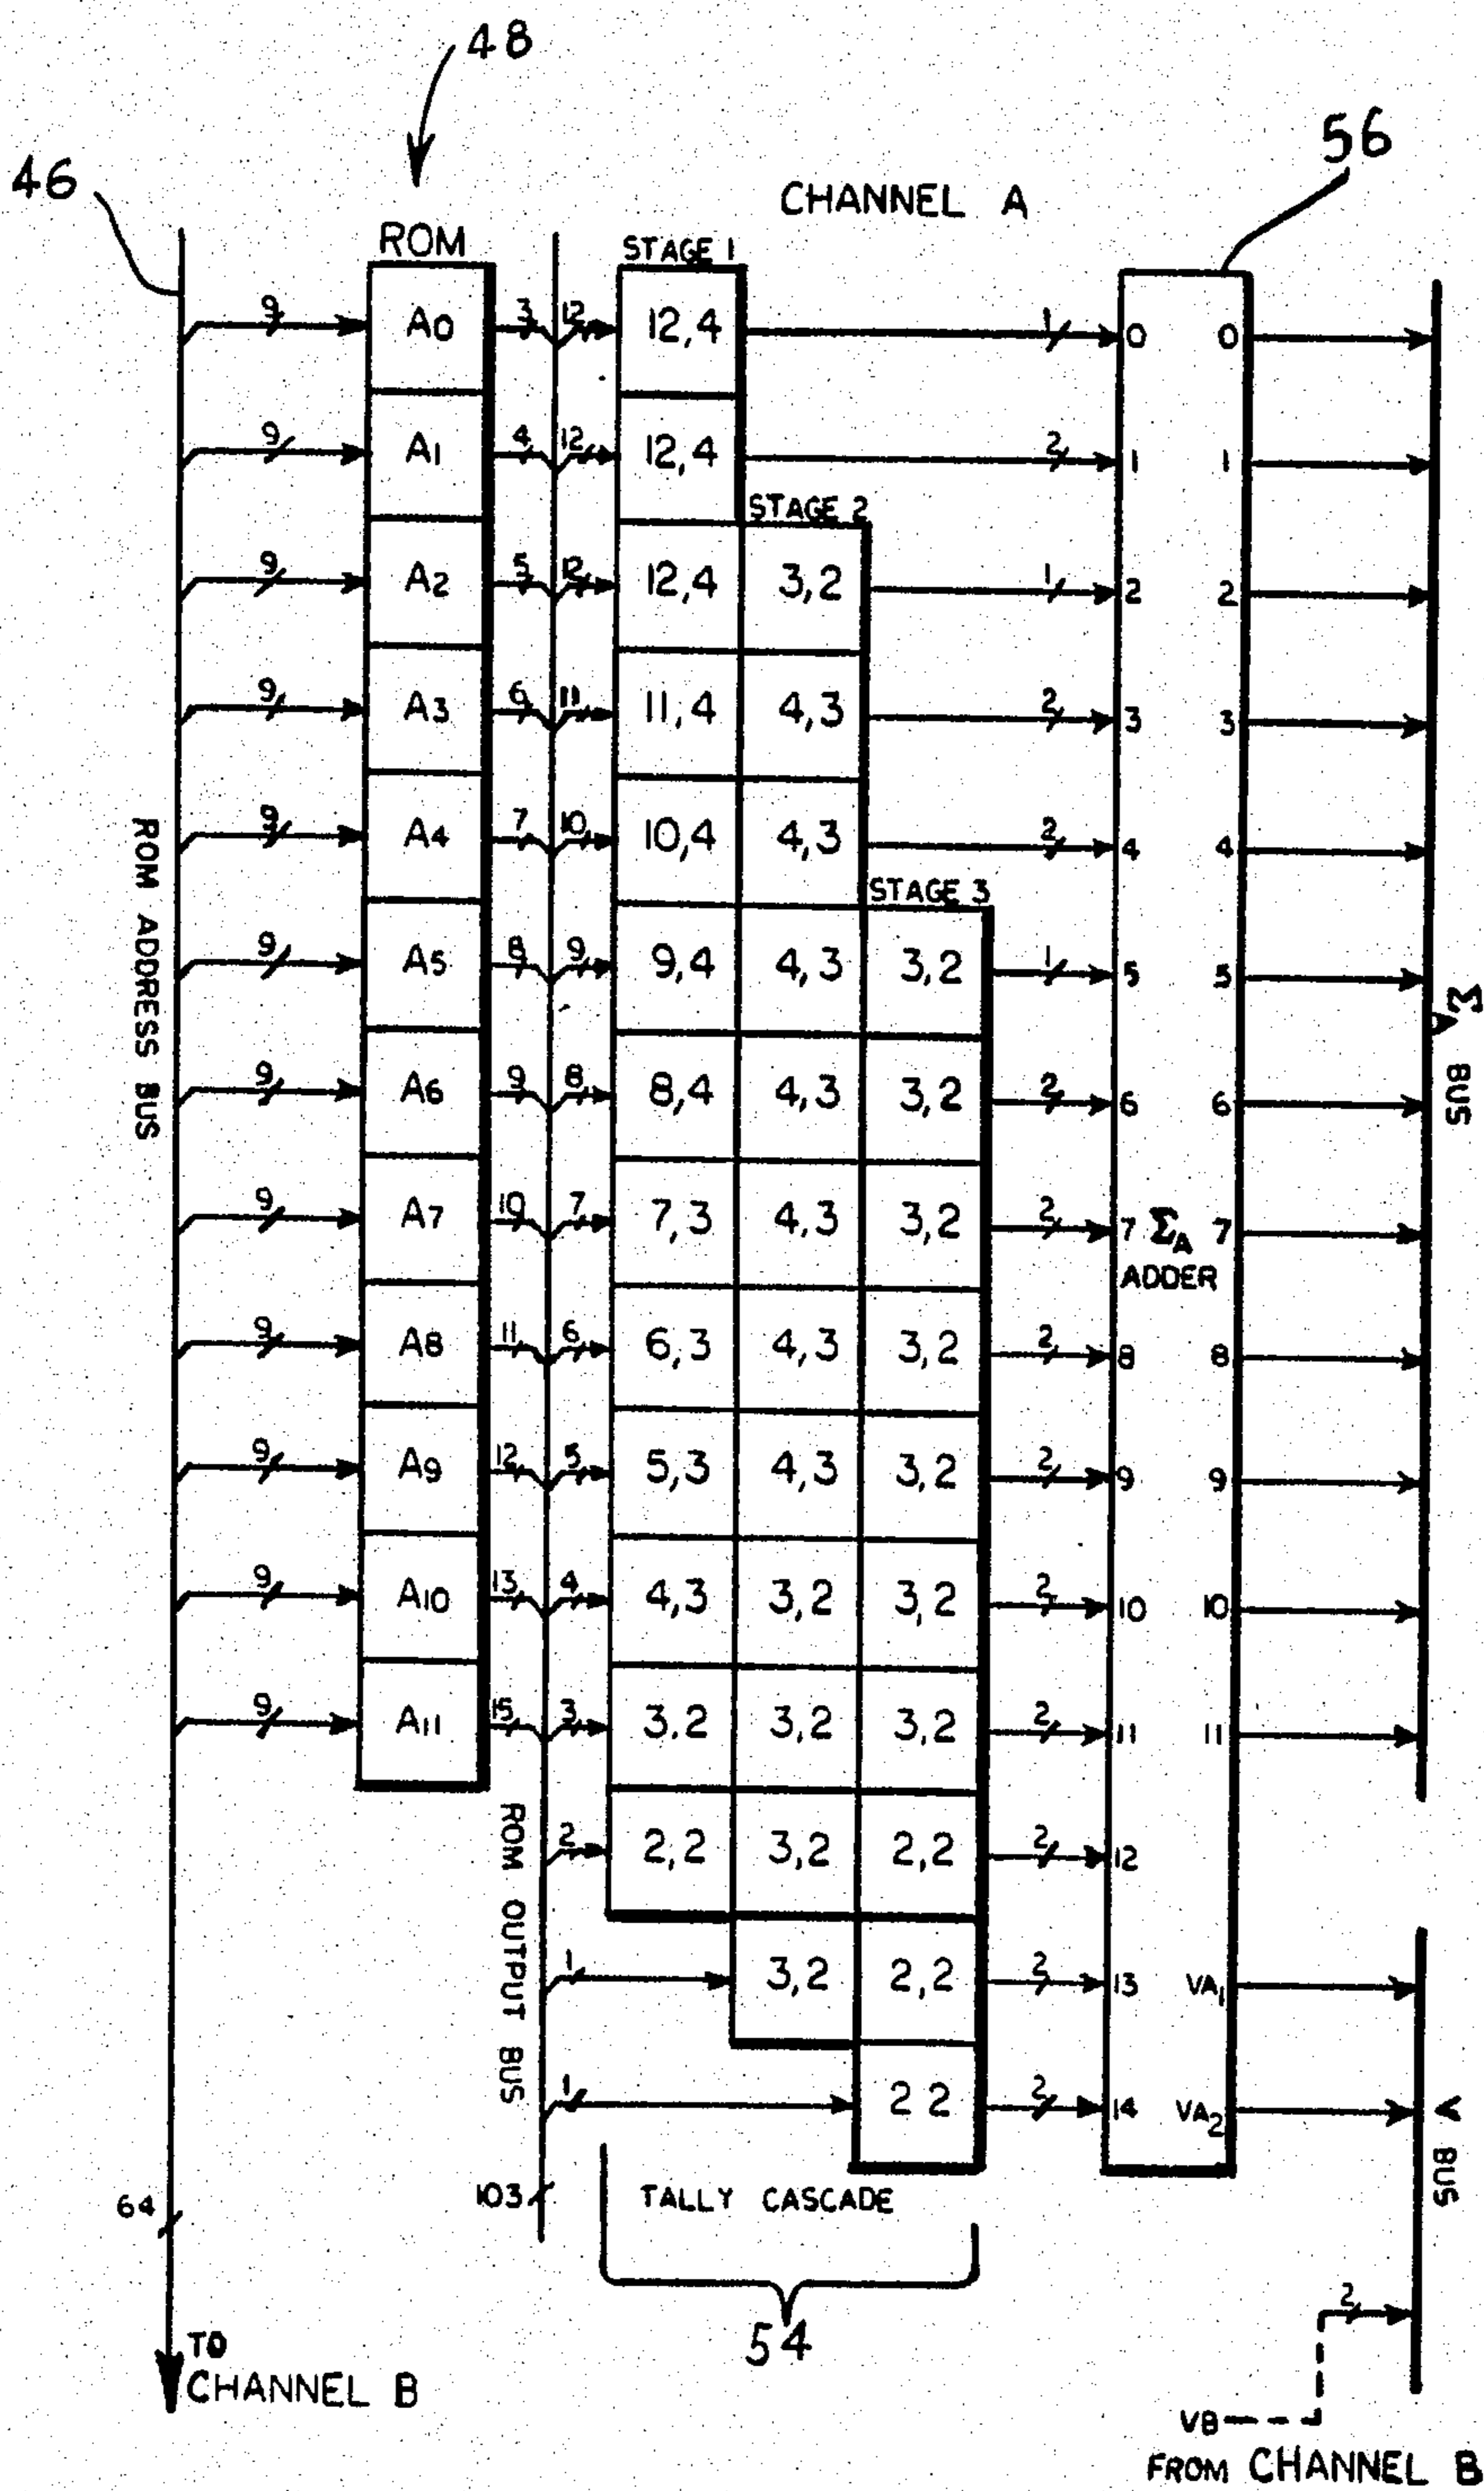 48
46
56
CHANNEL A
ROM
STAGE 1
9 A0 3 12 12,4 1 0 0
9 A1 4 12 12,4 2 1 1
STAGE 2
9 A2 5 12 12,4 3,2 1 2 2
9 A3 6 11 11,4 4,3 2 3 3
9 A4 7 10 10,4 4,3 2 4 4
STAGE 3
9 A5 8 9 9,4 4,3 3,2 1 5 5
9 A6 9 8 8,4 4,3 3,2 2 6 6
9 A7 10 7 7,3 4,3 3,2 2 7 ΣA 7
ADDER
9 A8 11 6 6,3 4,3 3,2 2 8 8
9 A9 12 5 5,3 4,3 3,2 2 9 9
9 A10 13 4 4,3 3,2 3,2 2 10 10
9 A11 15 3 3.2 3,2 3,2 2 11 11
2 2,2 3,2 2,2 2 12
1 3,2 2,2 2 13 VA1
1 2 2 2 14 VA2
ROM ADDRESS BUS
ROM OUTPUT BUS
ΣA BUS
V BUS
64
103
TALLY CASCADE
54
2
TO
CHANNEL B
VB
FROM CHANNEL B